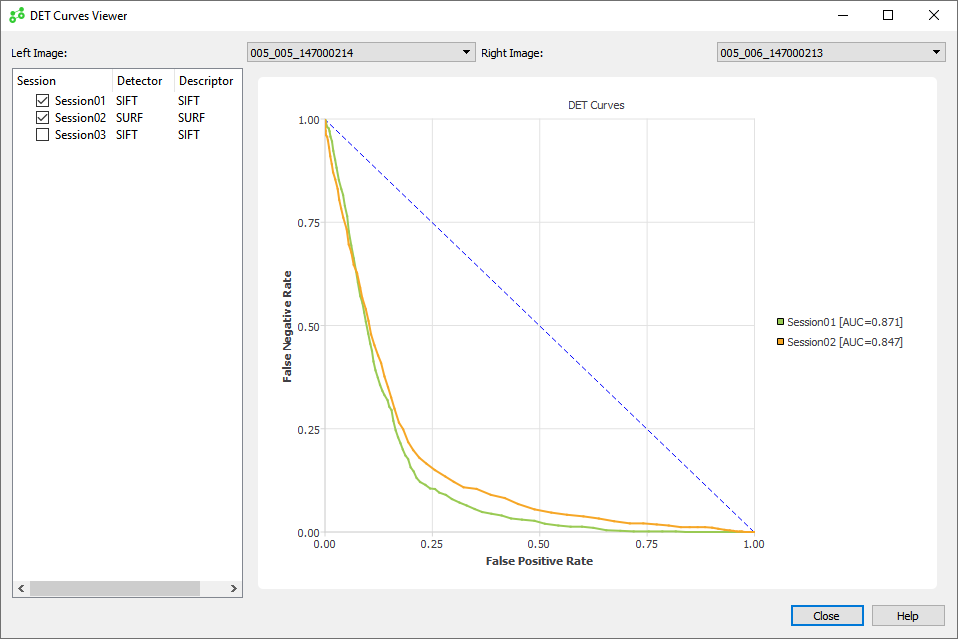 DET Curves Viewer
Left Image: 005_005_147000214 Right Image: 005_006_147000213
Session Detector Descriptor
Session01 SIFT SIFT
Session02 SURF SURF
Session03 SIFT SIFT
DET Curves
1.00
0.75
0.50
0.25
0.00
False Negative Rate
0.00 0.25 0.50 0.75 1.00
False Positive Rate
Session01 [AUC=0.871]
Session02 [AUC=0.847]
Close Help